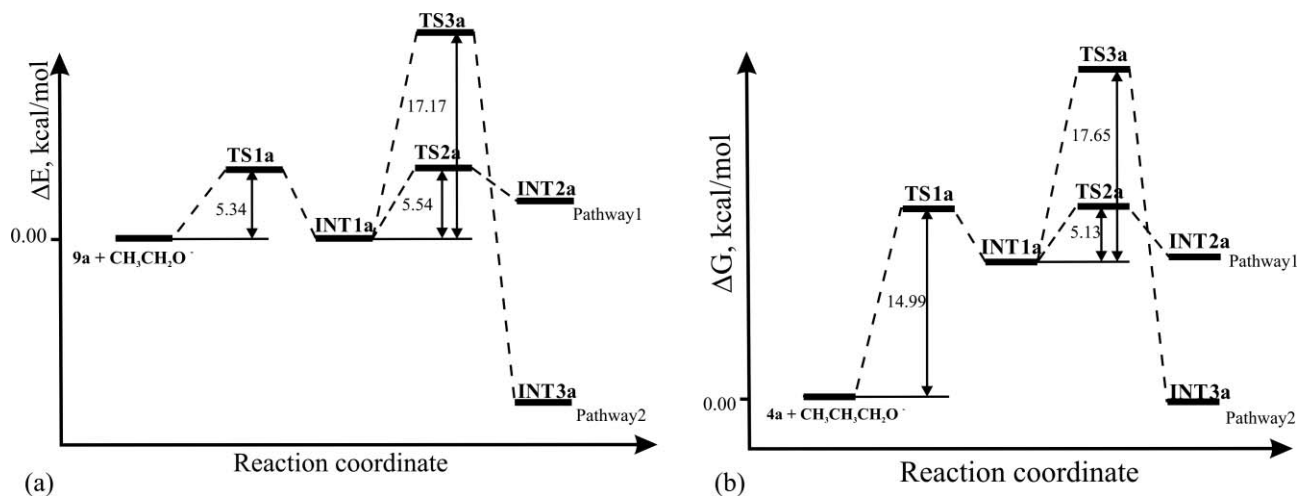 TS3a
17.17
TS1a
TS2a
5.34
5.54
INT1a
INT2a
Pathway1
0.00
9a + CH₃CH₂O˙
INT3a
Pathway2
ΔE, kcal/mol
Reaction coordinate
(a)
TS3a
17.65
TS1a
TS2a
5.13
INT1a
INT2a
Pathway1
14.99
0.00
4a + CH₃CH₃CH₂O˙
INT3a
Pathway2
ΔG, kcal/mol
Reaction coordinate
(b)